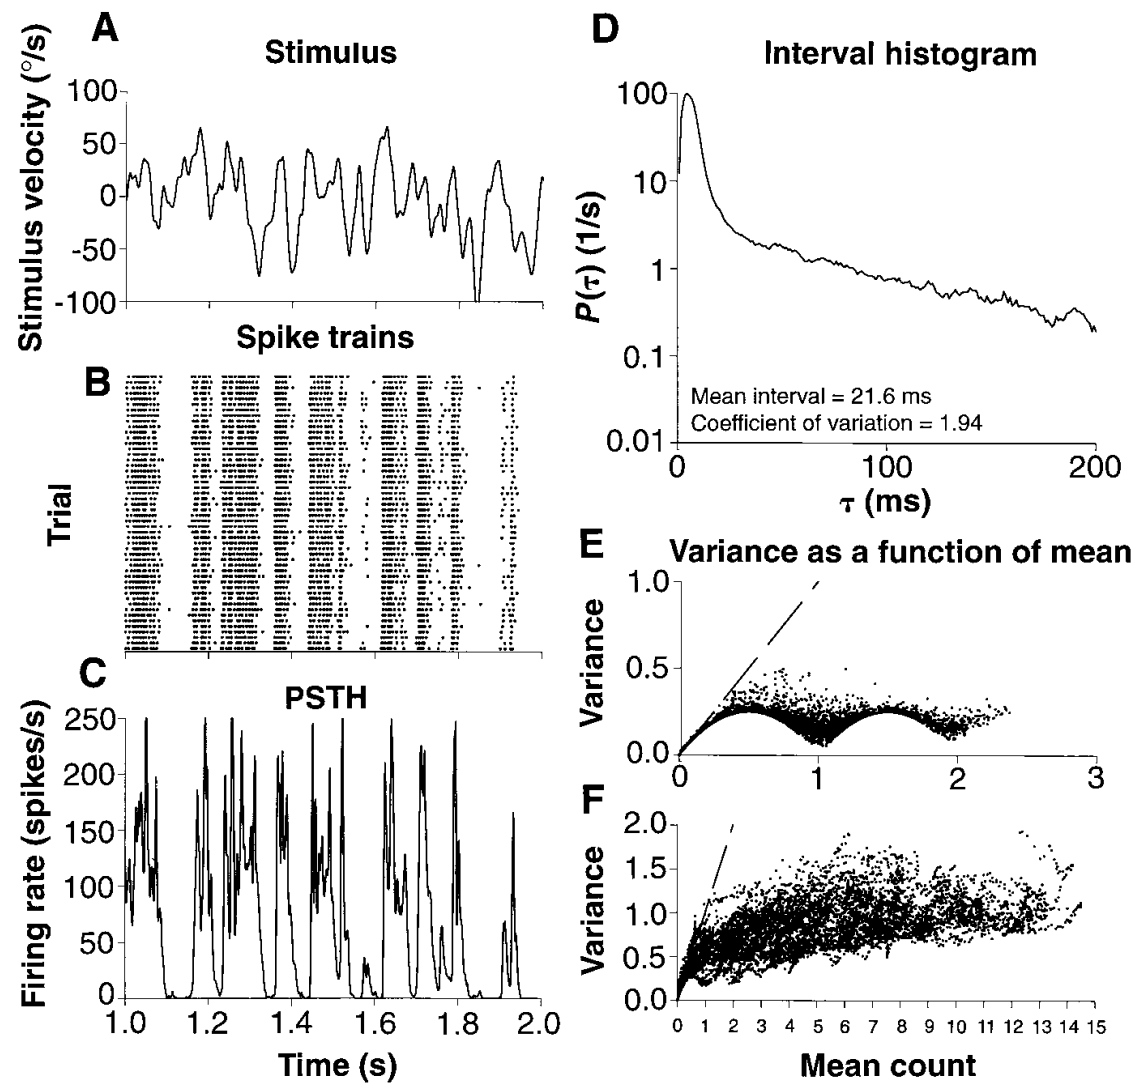 A
Stimulus
Stimulus velocity (°/s)
100
50
0
-50
-100
Spike trains
B
Trial
C
PSTH
Firing rate (spikes/s)
250
200
150
100
50
0
1.0 1.2 1.4 1.6 1.8 2.0
Time (s)
D
Interval histogram
P(τ) (1/s)
100
10
1
0.1
0.01
Mean interval = 21.6 ms
Coefficient of variation = 1.94
0 100 200
τ (ms)
E
Variance as a function of mean
Variance
1.0
0.5
0.0
0 1 2 3
F
Variance
2.0
1.5
1.0
0.5
0.0
0 1 2 3 4 5 6 7 8 9 10 11 12 13 14 15
Mean count